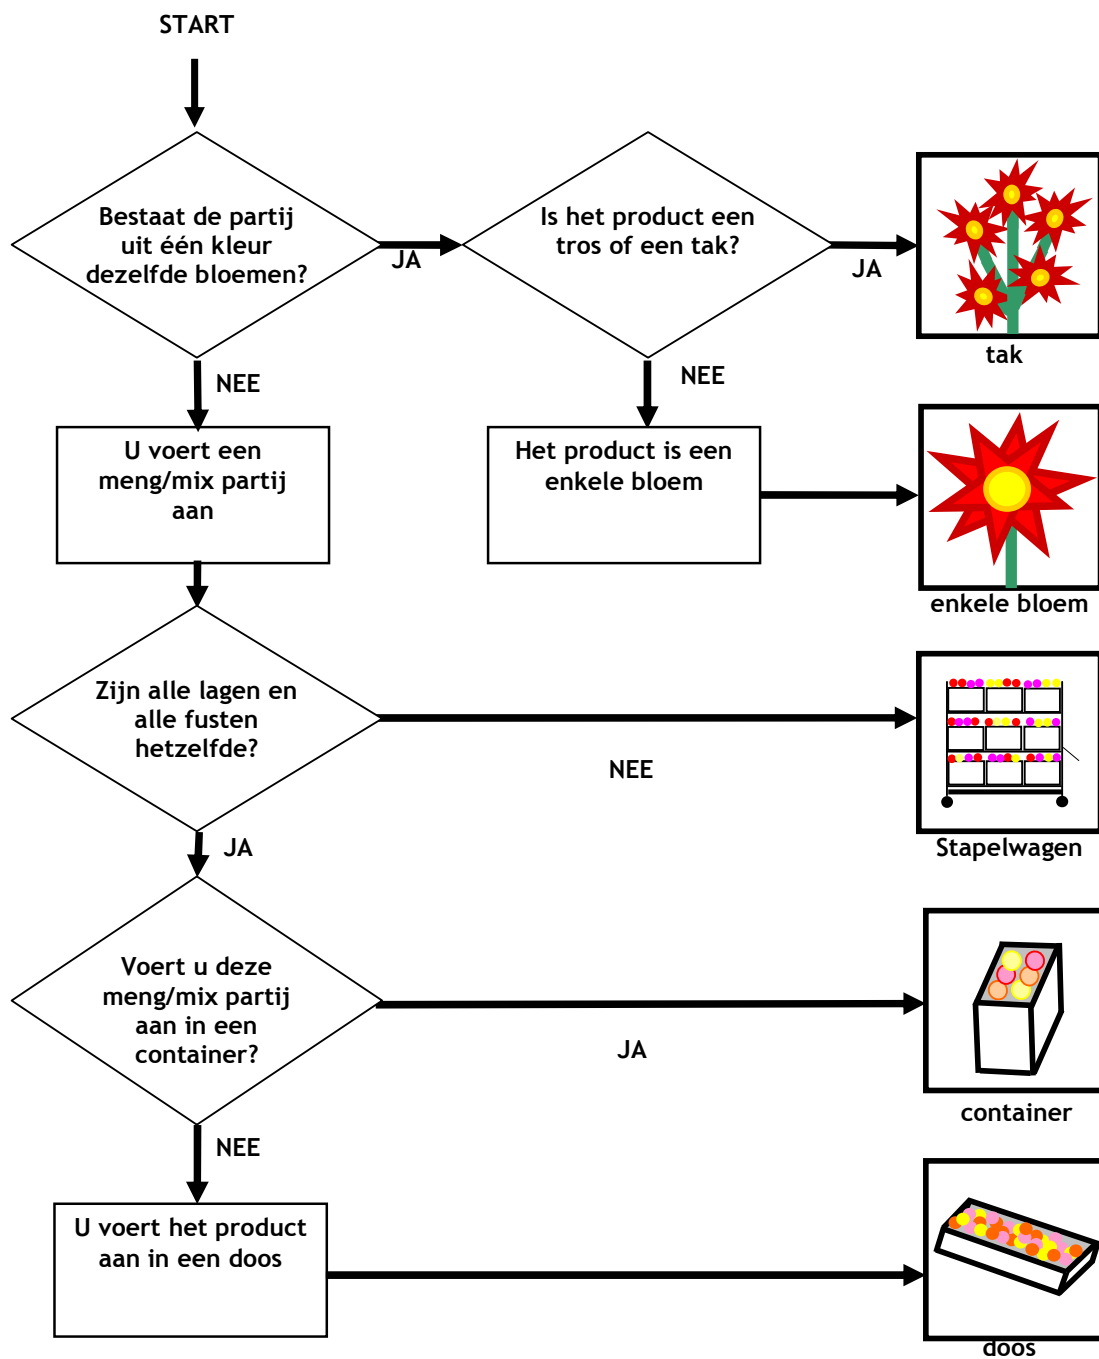 START
Bestaat de partij
uit één kleur
dezelfde bloemen?
JA
Is het product een
tros of een tak?
JA
tak
NEE
NEE
U voert een
meng/mix partij
aan
Het product is een
enkele bloem
enkele bloem
Zijn alle lagen en
alle fusten
hetzelfde?
NEE
Stapelwagen
JA
Voert u deze
meng/mix partij
aan in een
container?
JA
container
NEE
U voert het product
aan in een doos
doos